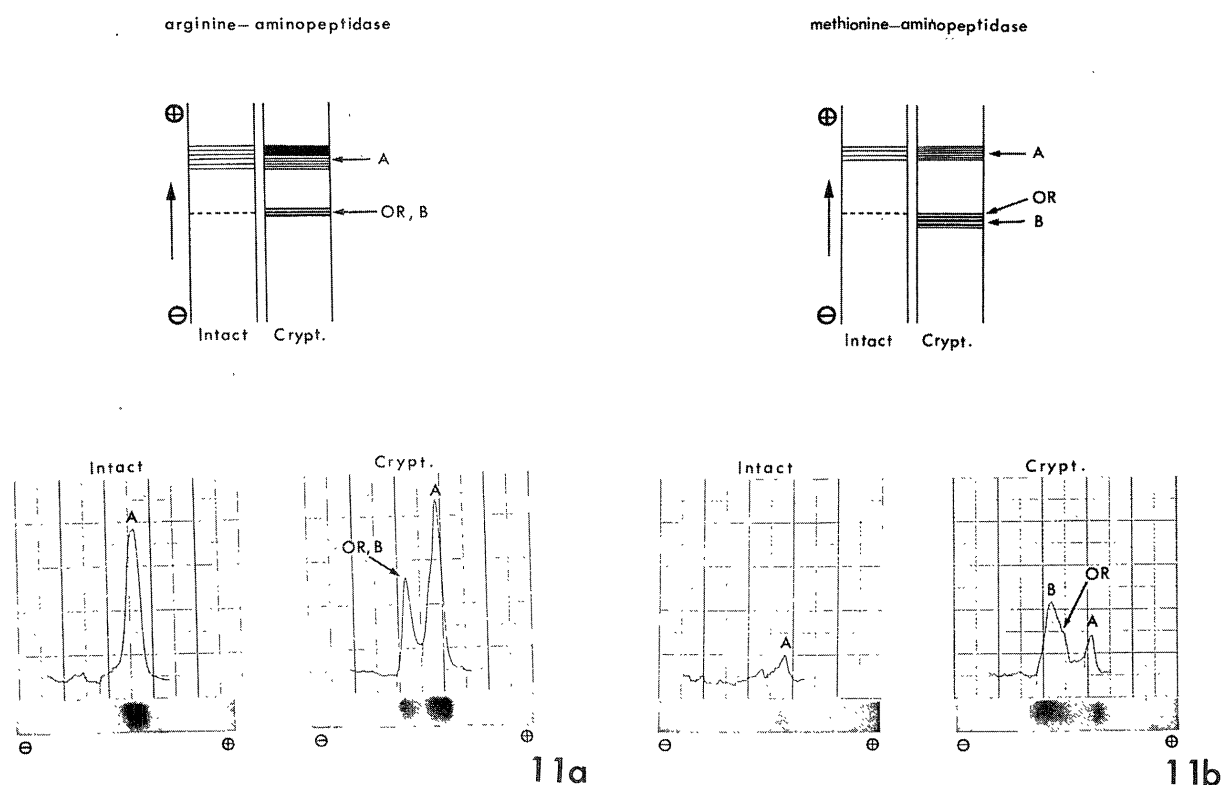 arginine–aminopeptidase
⊕
A
OR, B
⊖
Intact Crypt.
methionine–aminopeptidase
⊕
A
OR
B
⊖
Intact Crypt.
Intact
A
⊖ ⊕
Crypt.
A
OR, B
⊖ ⊕
11a
Intact
A
⊖ ⊕
Crypt.
B
OR
A
⊖ ⊕
11b